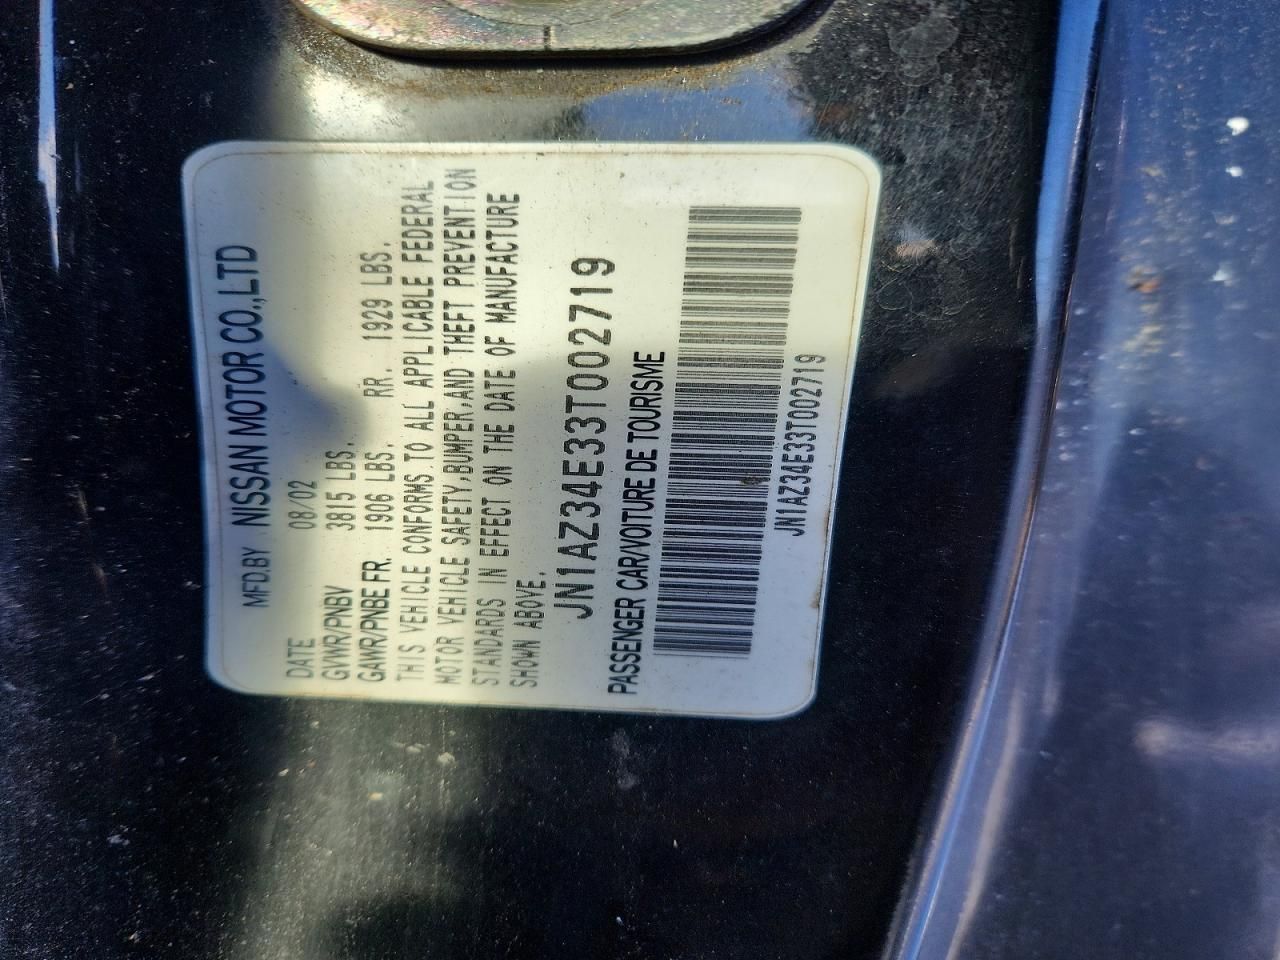 MFD.BY NISSAN MOTOR CO.,LTD
DATE 08/02
GVWR/PNBV 3815 LBS.
GAWR/PNBE FR. 1906 LBS. RR. 1929 LBS.
THIS VEHICLE CONFORMS TO ALL APPLICABLE FEDERAL
MOTOR VEHICLE SAFETY,BUMPER,AND THEFT PREVENTION
STANDARDS IN EFFECT ON THE DATE OF MANUFACTURE
SHOWN ABOVE.
JN1AZ34E33T002719
PASSENGER CAR/VOITURE DE TOURISME
JN1AZ34E33T002719